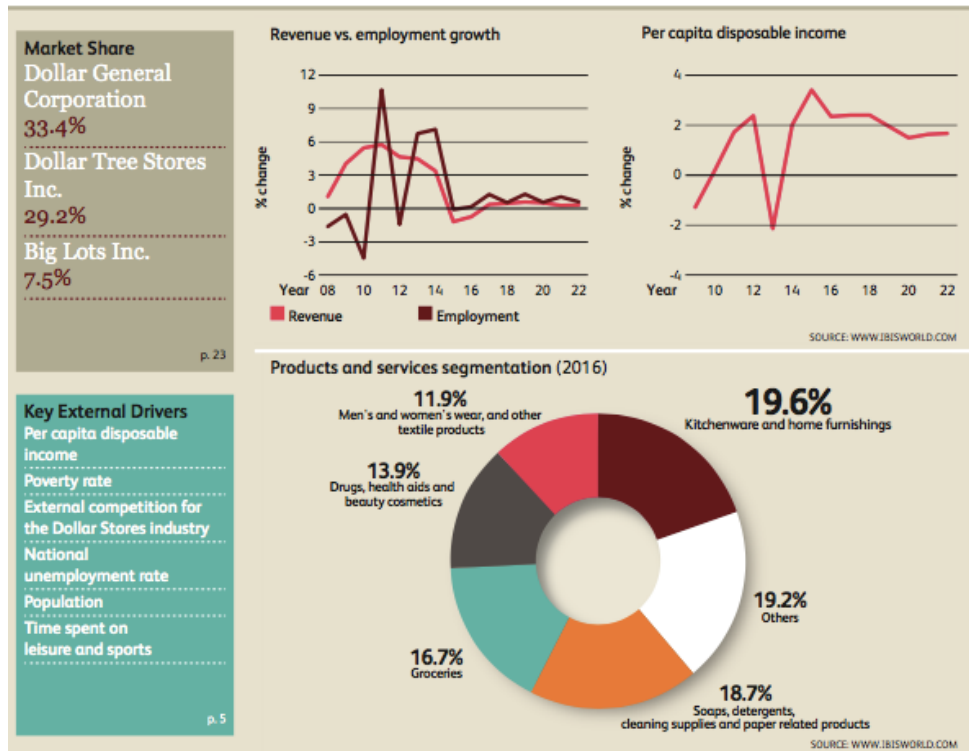 Market Share
Dollar General
Corporation
33.4%
Dollar Tree Stores
Inc.
29.2%
Big Lots Inc.
7.5%
p. 23
Key External Drivers
Per capita disposable
income
Poverty rate
External competition for
the Dollar Stores industry
National
unemployment rate
Population
Time spent on
leisure and sports
p. 5
Revenue vs. employment growth
% change
12
9
6
3
0
-3
-6
Year 08 10 12 14 16 18 20 22
Revenue
Employment
Per capita disposable income
% change
4
2
0
-2
-4
Year 10 12 14 16 18 20 22
SOURCE: WWW.IBISWORLD.COM
Products and services segmentation (2016)
11.9%
Men's and women's wear, and other
textile products
19.6%
Kitchenware and home furnishings
13.9%
Drugs, health aids and
beauty cosmetics
19.2%
Others
16.7%
Groceries
18.7%
Soaps, detergents,
cleaning supplies and paper related products
SOURCE: WWW.IBISWORLD.COM